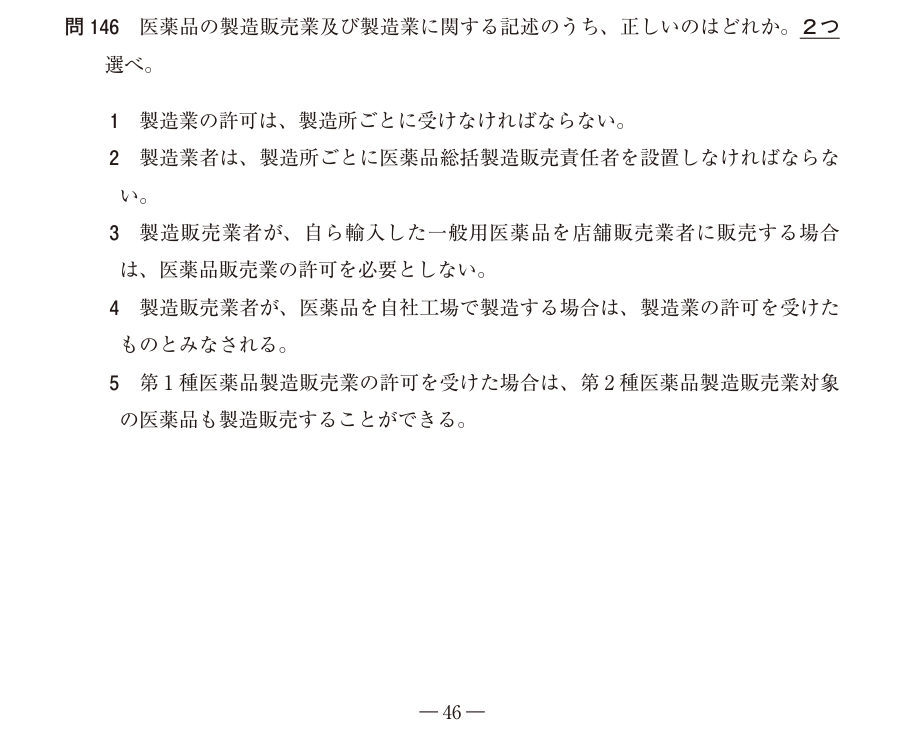 問 146 医薬品の製造販売業及び製造業に関する記述のうち、正しいのはどれか。２つ
選べ。
1 製造業の許可は、製造所ごとに受けなければならない。
2 製造業者は、製造所ごとに医薬品総括製造販売責任者を設置しなければならな
い。
3 製造販売業者が、自ら輸入した一般用医薬品を店舗販売業者に販売する場合
は、医薬品販売業の許可を必要としない。
4 製造販売業者が、医薬品を自社工場で製造する場合は、製造業の許可を受けた
ものとみなされる。
5 第１種医薬品製造販売業の許可を受けた場合は、第２種医薬品製造販売業対象
の医薬品も製造販売することができる。
― 46 ―